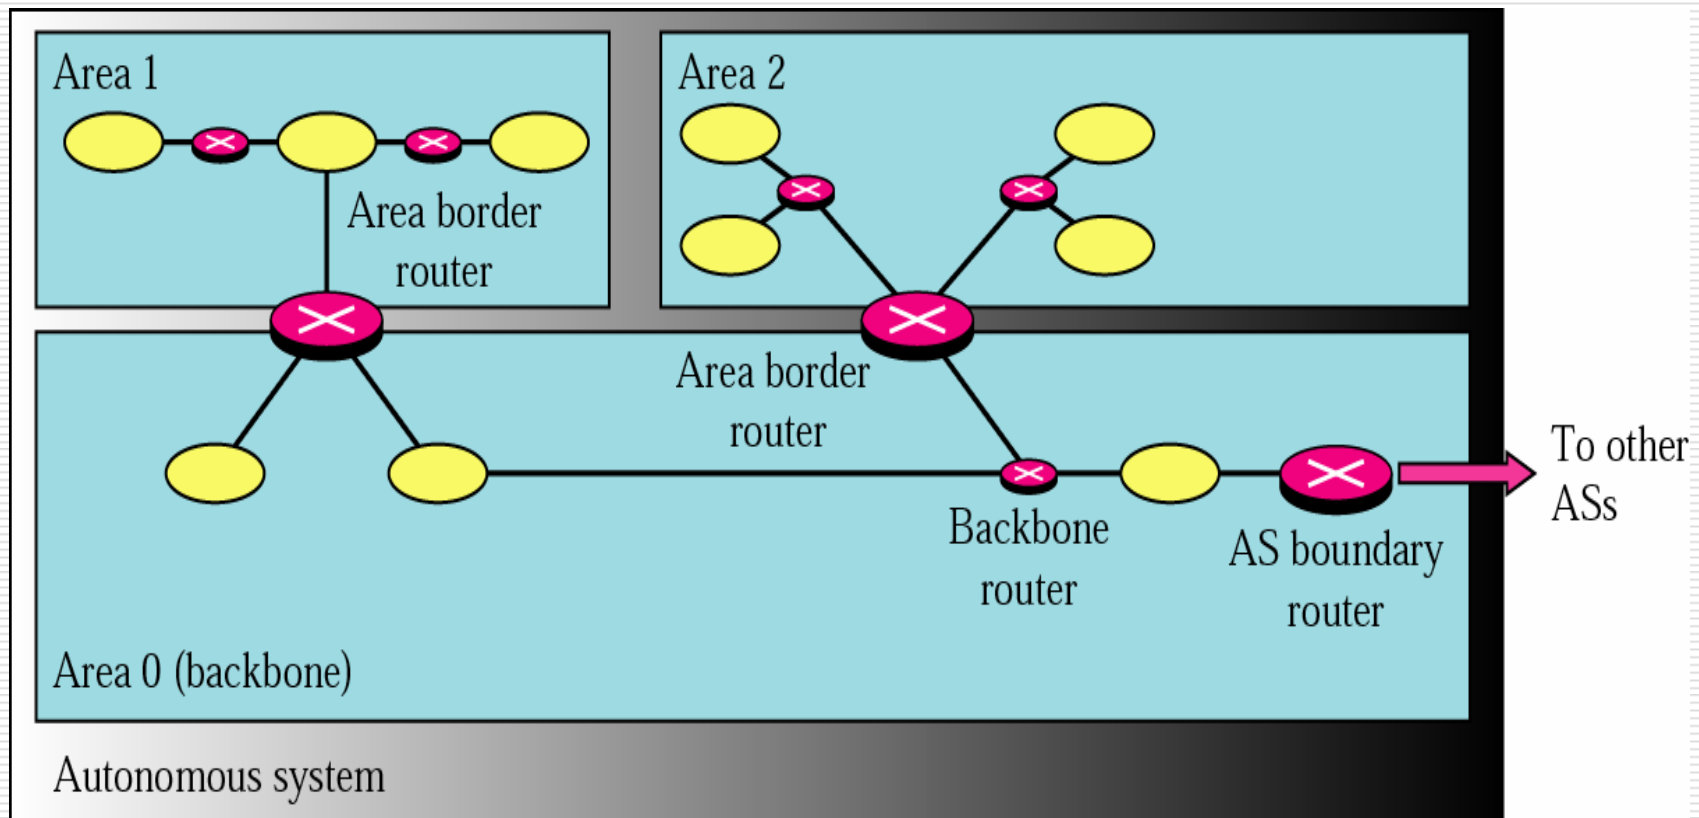 Area 1
Area border
router
Area 2
Area border
router
Backbone
router
AS boundary
router
To other
ASs
Area 0 (backbone)
Autonomous system